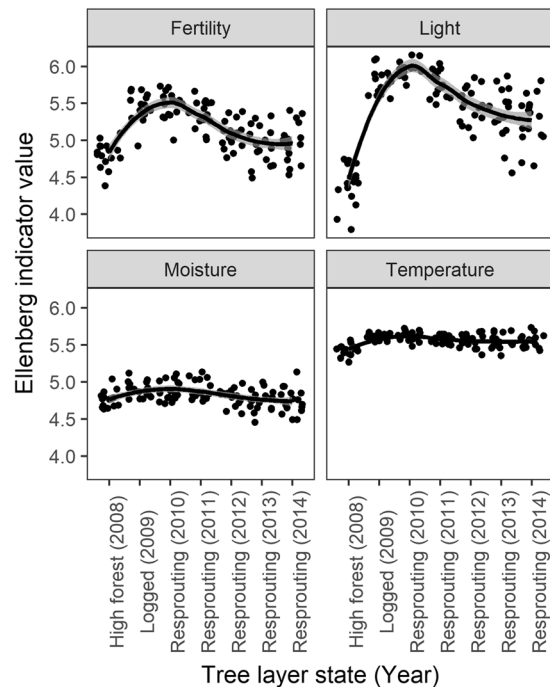 Fertility
Light
6.0
5.5
5.0
4.5
4.0
Moisture
Temperature
6.0
5.5
5.0
4.5
4.0
Ellenberg indicator value
High forest (2008)
Logged (2009)
Resprouting (2010)
Resprouting (2011)
Resprouting (2012)
Resprouting (2013)
Resprouting (2014)
High forest (2008)
Logged (2009)
Resprouting (2010)
Resprouting (2011)
Resprouting (2012)
Resprouting (2013)
Resprouting (2014)
Tree layer state (Year)